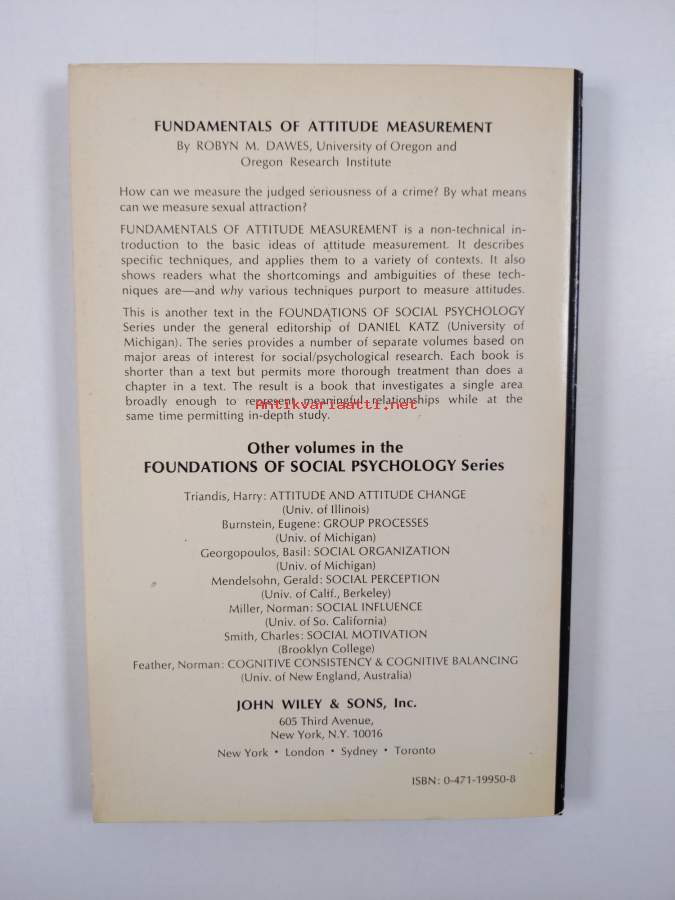 FUNDAMENTALS OF ATTITUDE MEASUREMENT
By ROBYN M. DAWES, University of Oregon and
Oregon Research Institute
How can we measure the judged seriousness of a crime? By what means
can we measure sexual attraction?
FUNDAMENTALS OF ATTITUDE MEASUREMENT is a non-technical in-
troduction to the basic ideas of attitude measurement. It describes
specific techniques, and applies them to a variety of contexts. It also
shows readers what the shortcomings and ambiguities of these tech-
niques are—and why various techniques purport to measure attitudes.
This is another text in the FOUNDATIONS OF SOCIAL PSYCHOLOGY
Series under the general editorship of DANIEL KATZ (University of
Michigan). The series provides a number of separate volumes based on
major areas of interest for social/psychological research. Each book is
shorter than a text but permits more thorough treatment than does a
chapter in a text. The result is a book that investigates a single area
broadly enough to represent meaningful relationships while at the
Antikvariaatti.net
same time permitting in-depth study.
Other volumes in the
FOUNDATIONS OF SOCIAL PSYCHOLOGY Series
Triandis, Harry: ATTITUDE AND ATTITUDE CHANGE
(Univ. of Illinois)
Burnstein, Eugene: GROUP PROCESSES
(Univ. of Michigan)
Georgopoulos, Basil: SOCIAL ORGANIZATION
(Univ. of Michigan)
Mendelsohn, Gerald: SOCIAL PERCEPTION
(Univ. of Calif., Berkeley)
Miller, Norman: SOCIAL INFLUENCE
(Univ. of So. California)
Smith, Charles: SOCIAL MOTIVATION
(Brooklyn College)
Feather, Norman: COGNITIVE CONSISTENCY & COGNITIVE BALANCING
(Univ. of New England, Australia)
JOHN WILEY & SONS, Inc.
605 Third Avenue,
New York, N.Y. 10016
New York • London • Sydney • Toronto
ISBN: 0-471-19950-8